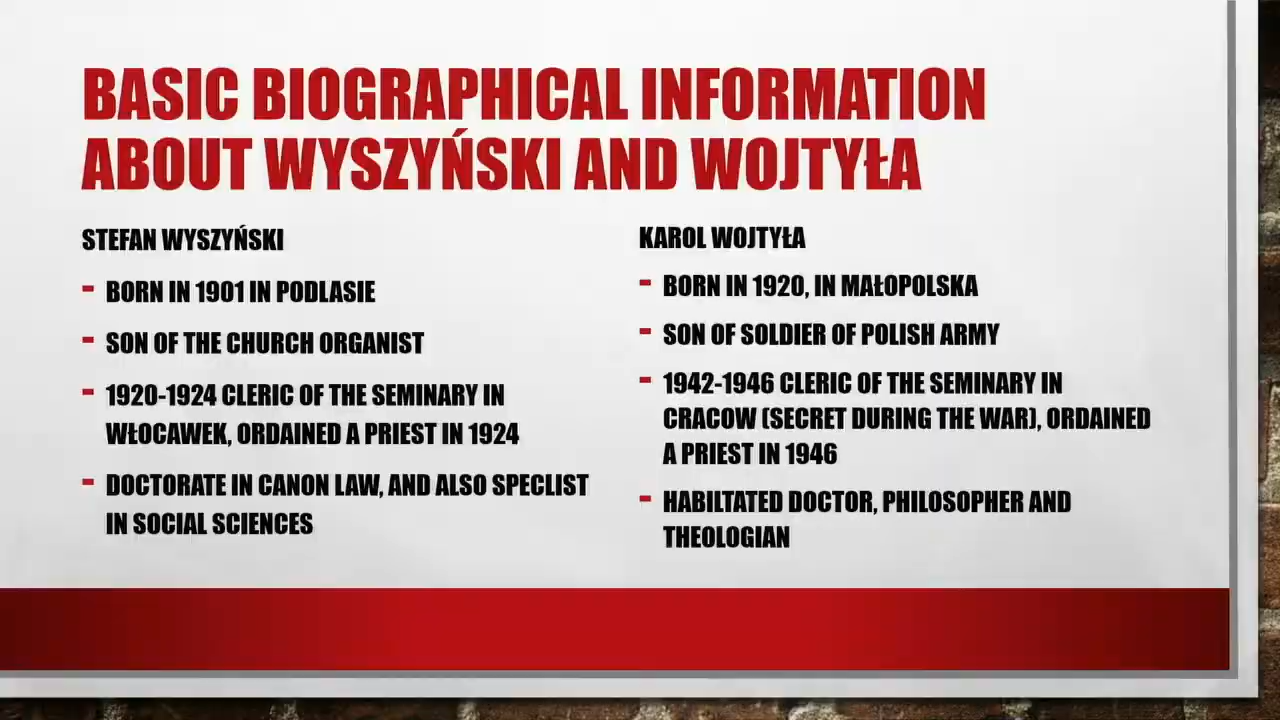 BASIC BIOGRAPHICAL INFORMATION
ABOUT WYSZYŃSKI AND WOJTYŁA
STEFAN WYSZYŃSKI
- BORN IN 1901 IN PODLASIE
- SON OF THE CHURCH ORGANIST
- 1920-1924 CLERIC OF THE SEMINARY IN
WŁOCAWEK, ORDAINED A PRIEST IN 1924
- DOCTORATE IN CANON LAW, AND ALSO SPECLIST
IN SOCIAL SCIENCES
KAROL WOJTYŁA
- BORN IN 1920, IN MAŁOPOLSKA
- SON OF SOLDIER OF POLISH ARMY
- 1942-1946 CLERIC OF THE SEMINARY IN
CRACOW (SECRET DURING THE WAR), ORDAINED
A PRIEST IN 1946
- HABILTATED DOCTOR, PHILOSOPHER AND
THEOLOGIAN